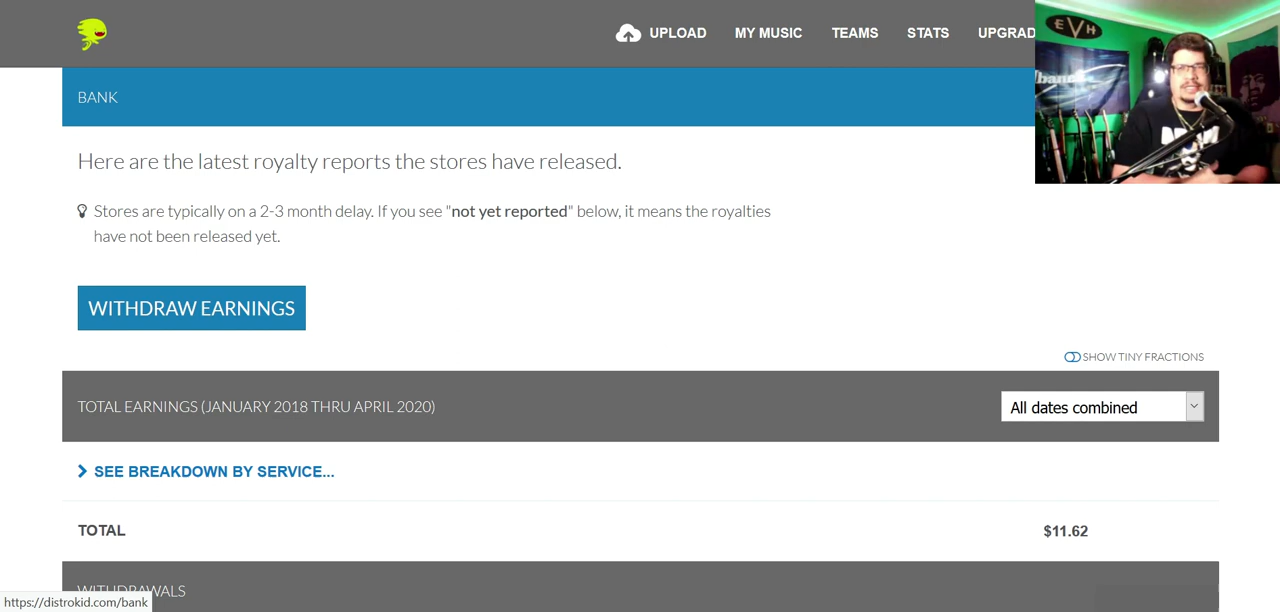 UPLOAD MY MUSIC TEAMS STATS UPGRAD
EVH
BANK
Here are the latest royalty reports the stores have released.
Stores are typically on a 2-3 month delay. If you see "not yet reported" below, it means the royalties
have not been released yet.
WITHDRAW EARNINGS
SHOW TINY FRACTIONS
TOTAL EARNINGS (JANUARY 2018 THRU APRIL 2020)
All dates combined
SEE BREAKDOWN BY SERVICE...
TOTAL $11.62
WITHDRAWALS
https://distrokid.com/bank